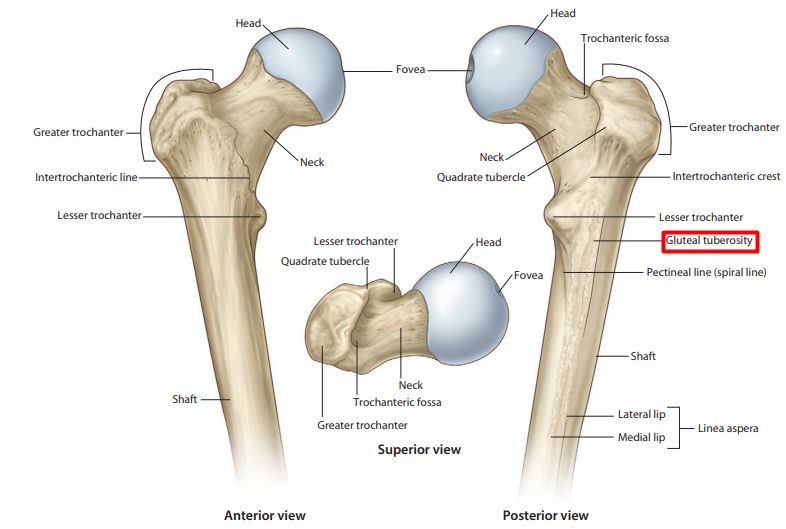 Head
Fovea
Greater trochanter
Neck
Intertrochanteric line
Lesser trochanter
Shaft
Anterior view
Lesser trochanter
Quadrate tubercle
Head
Fovea
Neck
Trochanteric fossa
Greater trochanter
Superior view
Head
Trochanteric fossa
Greater trochanter
Neck
Quadrate tubercle
Intertrochanteric crest
Lesser trochanter
Gluteal tuberosity
Pectineal line (spiral line)
Shaft
Lateral lip
Linea aspera
Medial lip
Posterior view